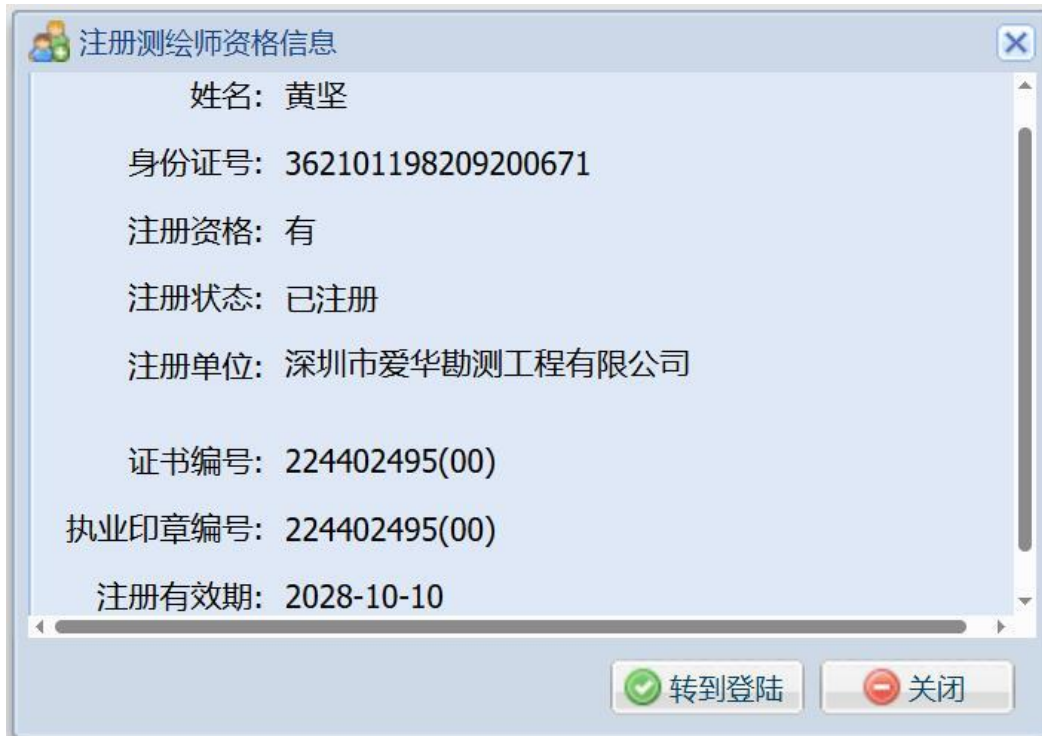 注册测绘师资格信息
姓名: 黄坚
身份证号: 362101198209200671
注册资格: 有
注册状态: 已注册
注册单位: 深圳市爱华勘测工程有限公司
证书编号: 224402495(00)
执业印章编号: 224402495(00)
注册有效期: 2028-10-10
转到登陆 关闭